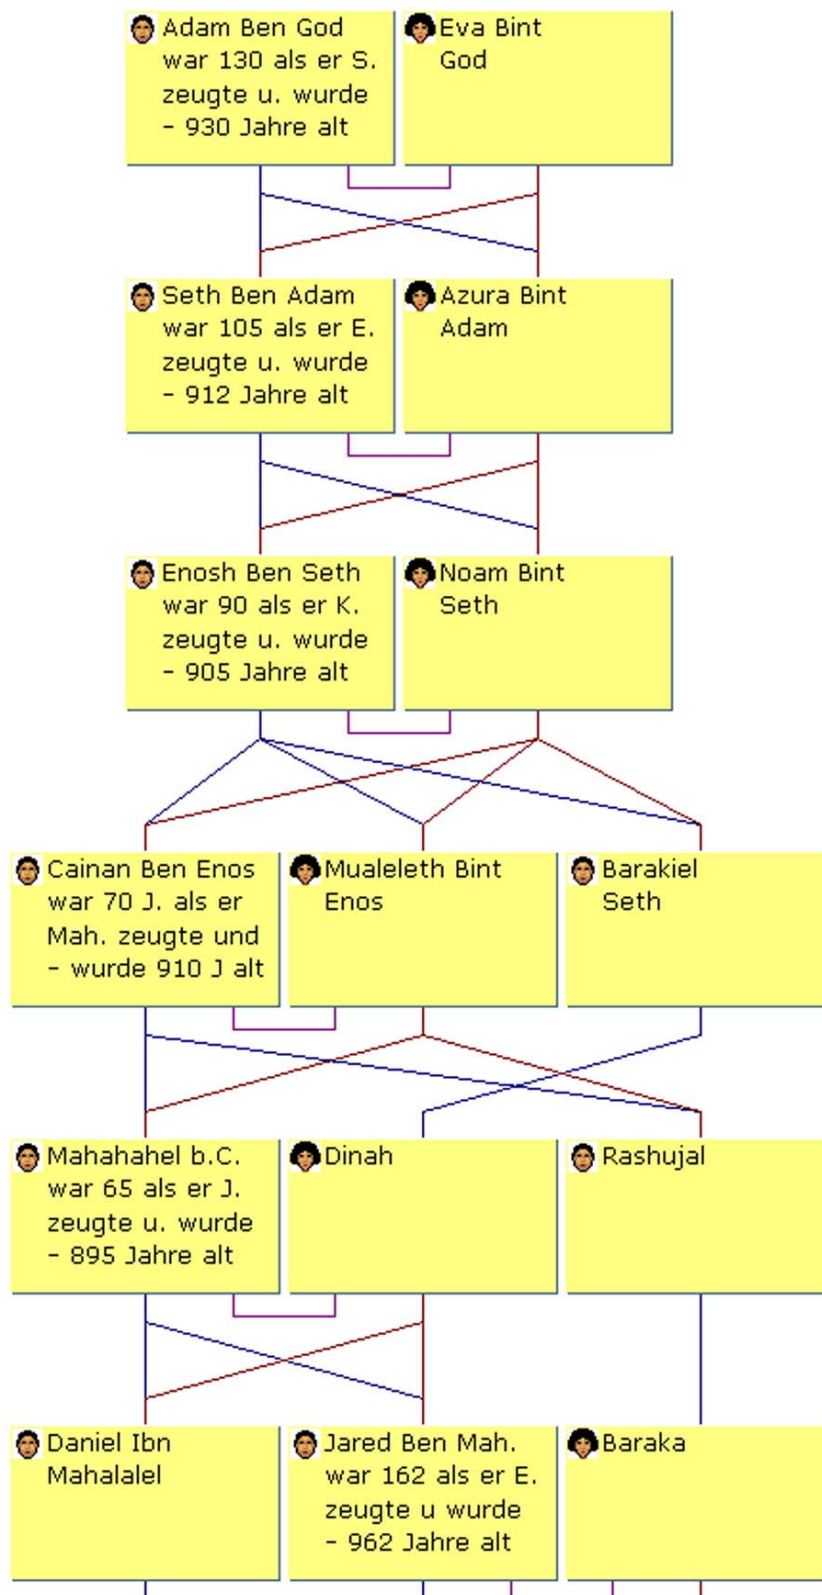 Adam Ben God
war 130 als er S.
zeugte u. wurde
- 930 Jahre alt
Eva Bint
God
Seth Ben Adam
war 105 als er E.
zeugte u. wurde
- 912 Jahre alt
Azura Bint
Adam
Enosh Ben Seth
war 90 als er K.
zeugte u. wurde
- 905 Jahre alt
Noam Bint
Seth
Cainan Ben Enos
war 70 J. als er
Mah. zeugte und
- wurde 910 J alt
Mualeleth Bint
Enos
Barakiel
Seth
Mahahahel b.C.
war 65 als er J.
zeugte u. wurde
- 895 Jahre alt
Dinah
Rashujal
Daniel Ibn
Mahalalel
Jared Ben Mah.
war 162 als er E.
zeugte u wurde
- 962 Jahre alt
Baraka